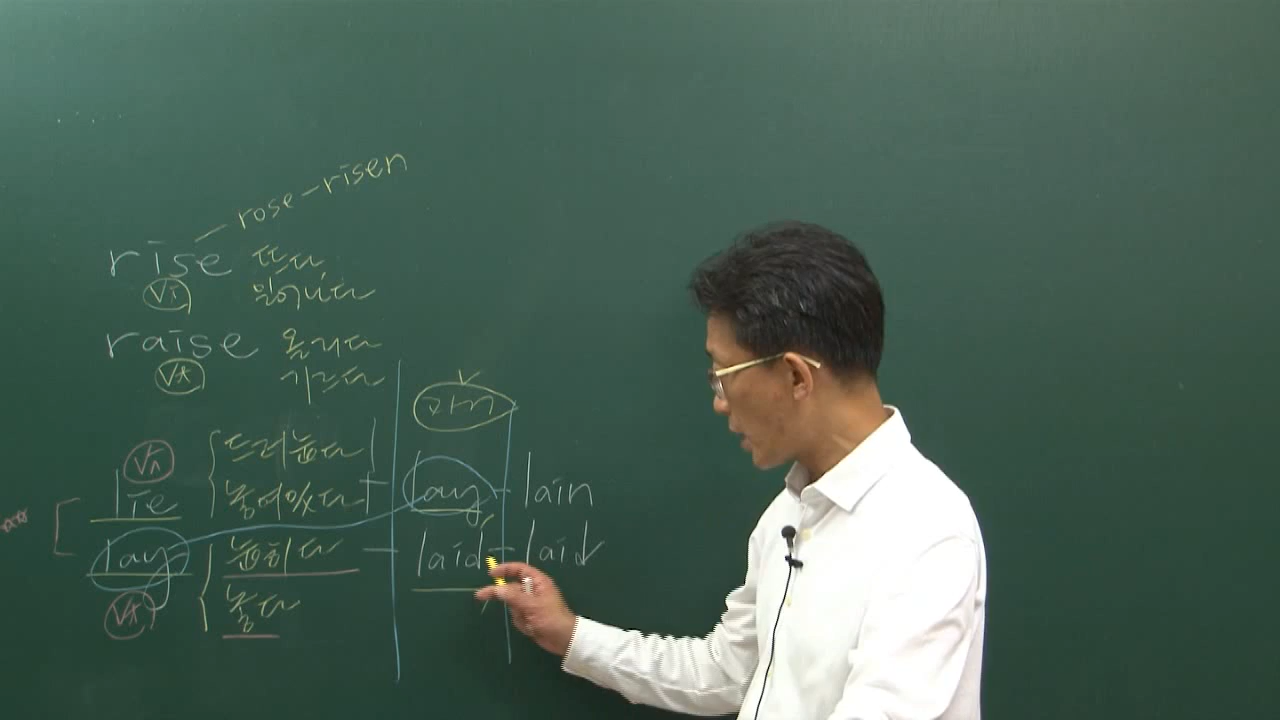 rise - rose - risen
뜨다,
Vi 일어나다
raise 올리다
Vt 기르다
과거
Vi 드러눕다
lie 놓여있다 - lay - lain
lay 눕히다 - laid - laid
Vt 놓다